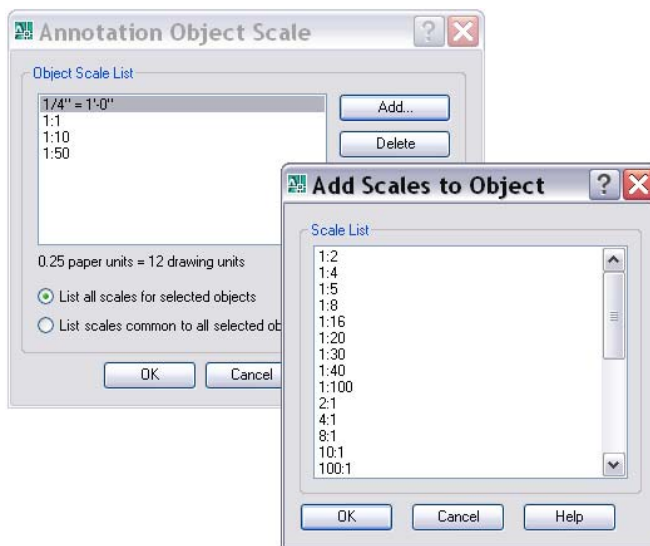 Annotation Object Scale
Object Scale List
1/4" = 1'-0"
1:1
1:10
1:50
Add...
Delete
0.25 paper units = 12 drawing units
List all scales for selected objects
List scales common to all selected ob
OK
Cancel
Add Scales to Object
Scale List
1:2
1:4
1:5
1:8
1:16
1:20
1:30
1:40
1:100
2:1
4:1
8:1
10:1
100:1
OK
Cancel
Help